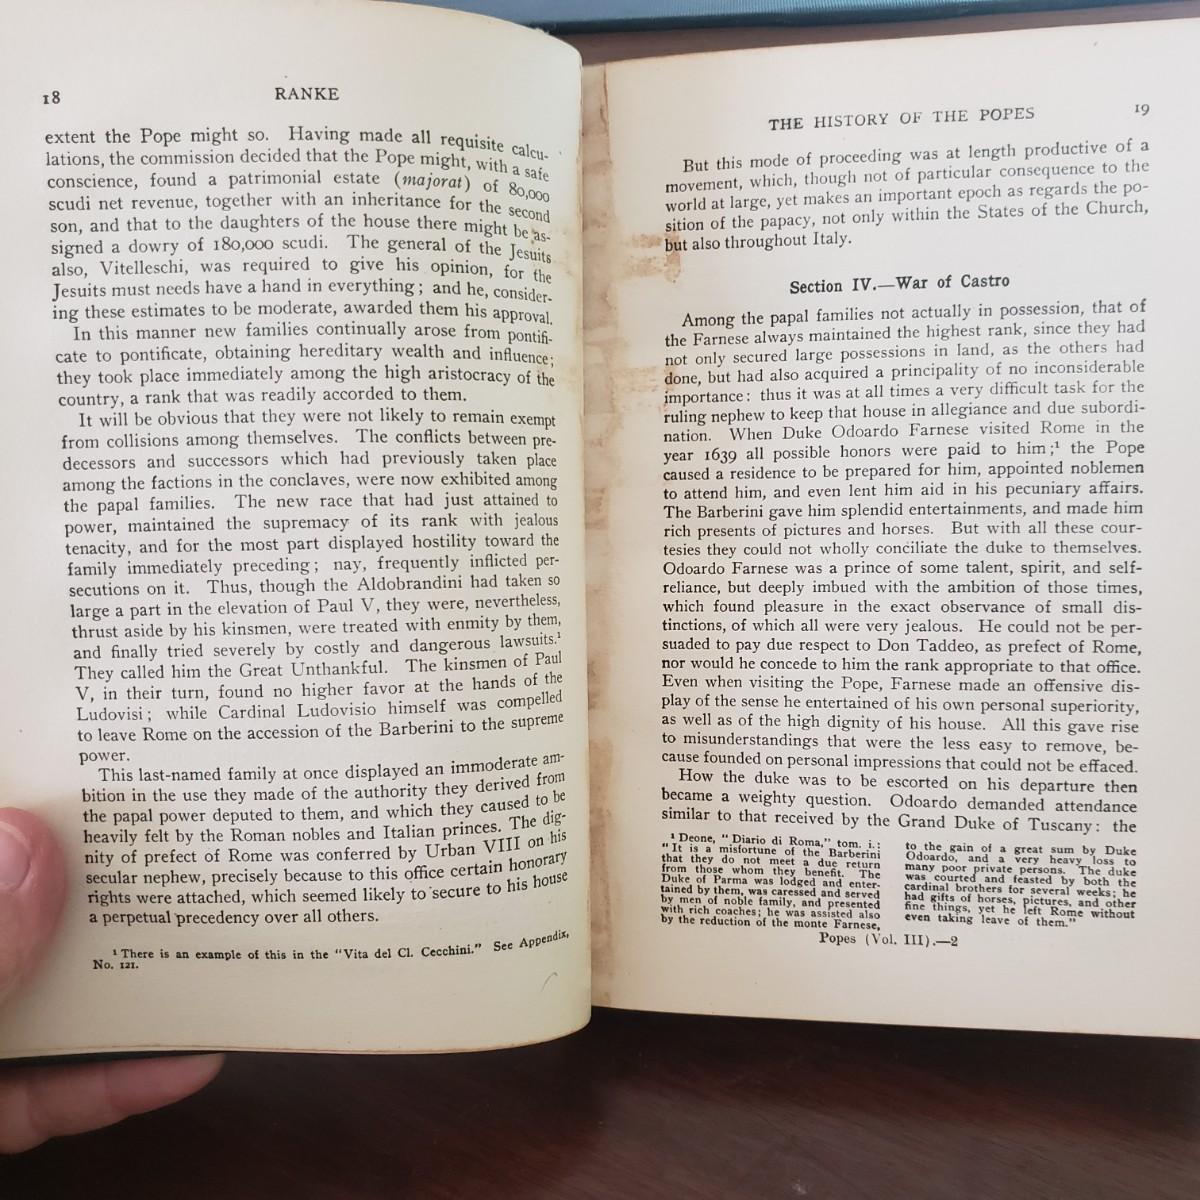 18 RANKE
extent the Pope might so. Having made all requisite calcu-
lations, the commission decided that the Pope might, with a safe
conscience, found a patrimonial estate (majorat) of 80,000
scudi net revenue, together with an inheritance for the second
son, and that to the daughters of the house there might be as-
signed a dowry of 180,000 scudi. The general of the Jesuits
also, Vitelleschi, was required to give his opinion, for the
Jesuits must needs have a hand in everything; and he, consider-
ing these estimates to be moderate, awarded them his approval.
In this manner new families continually arose from pontifi-
cate to pontificate, obtaining hereditary wealth and influence;
they took place immediately among the high aristocracy of the
country, a rank that was readily accorded to them.
It will be obvious that they were not likely to remain exempt
from collisions among themselves. The conflicts between pre-
decessors and successors which had previously taken place
among the factions in the conclaves, were now exhibited among
the papal families. The new race that had just attained to
power, maintained the supremacy of its rank with jealous
tenacity, and for the most part displayed hostility toward the
family immediately preceding; nay, frequently inflicted per-
secutions on it. Thus, though the Aldobrandini had taken so
large a part in the elevation of Paul V, they were, nevertheless,
thrust aside by his kinsmen, were treated with enmity by them,
and finally tried severely by costly and dangerous lawsuits.¹
They called him the Great Unthankful. The kinsmen of Paul
V, in their turn, found no higher favor at the hands of the
Ludovisi; while Cardinal Ludovisio himself was compelled
to leave Rome on the accession of the Barberini to the supreme
power.
This last-named family at once displayed an immoderate am-
bition in the use they made of the authority they derived from
the papal power deputed to them, and which they caused to be
heavily felt by the Roman nobles and Italian princes. The dig-
nity of prefect of Rome was conferred by Urban VIII on his
secular nephew, precisely because to this office certain honorary
rights were attached, which seemed likely to secure to his house
a perpetual precedency over all others.
¹ There is an example of this in the "Vita del Cl. Cecchini." See Appendix,
No. 121.
THE HISTORY OF THE POPES 19
But this mode of proceeding was at length productive of a
movement, which, though not of particular consequence to the
world at large, yet makes an important epoch as regards the po-
sition of the papacy, not only within the States of the Church,
but also throughout Italy.
Section IV.—War of Castro
Among the papal families not actually in possession, that of
the Farnese always maintained the highest rank, since they had
not only secured large possessions in land, as the others had
done, but had also acquired a principality of no inconsiderable
importance: thus it was at all times a very difficult task for the
ruling nephew to keep that house in allegiance and due subordi-
nation. When Duke Odoardo Farnese visited Rome in the
year 1639 all possible honors were paid to him;¹ the Pope
caused a residence to be prepared for him, appointed noblemen
to attend him, and even lent him aid in his pecuniary affairs.
The Barberini gave him splendid entertainments, and made him
rich presents of pictures and horses. But with all these cour-
tesies they could not wholly conciliate the duke to themselves.
Odoardo Farnese was a prince of some talent, spirit, and self-
reliance, but deeply imbued with the ambition of those times,
which found pleasure in the exact observance of small dis-
tinctions, of which all were very jealous. He could not be per-
suaded to pay due respect to Don Taddeo, as prefect of Rome,
nor would he concede to him the rank appropriate to that office.
Even when visiting the Pope, Farnese made an offensive dis-
play of the sense he entertained of his own personal superiority,
as well as of the high dignity of his house. All this gave rise
to misunderstandings that were the less easy to remove, be-
cause founded on personal impressions that could not be effaced.
How the duke was to be escorted on his departure then
became a weighty question. Odoardo demanded attendance
similar to that received by the Grand Duke of Tuscany: the
¹ Deone, "Diario di Roma," tom. i.:
"It is a misfortune of the Barberini
that they do not meet a due return
from those whom they benefit. The
Duke of Parma was lodged and enter-
tained by them, was caressed and served
by men of noble family, and presented
with rich coaches; he was assisted also
by the reduction of the monte Farnese,
to the gain of a great sum by Duke
Odoardo, and a very heavy loss to
many poor private persons. The duke
was courted and feasted by both the
cardinal brothers for several weeks; he
had gifts of horses, pictures, and other
fine things, yet he left Rome without
even taking leave of them."
Popes (Vol. III).—2